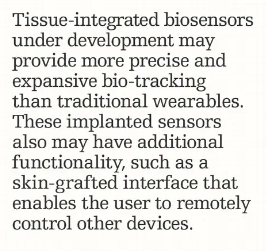 Tissue-integrated biosensors
under development may
provide more precise and
expansive bio-tracking
than traditional wearables.
These implanted sensors
also may have additional
functionality, such as a
skin-grafted interface that
enables the user to remotely
control other devices.